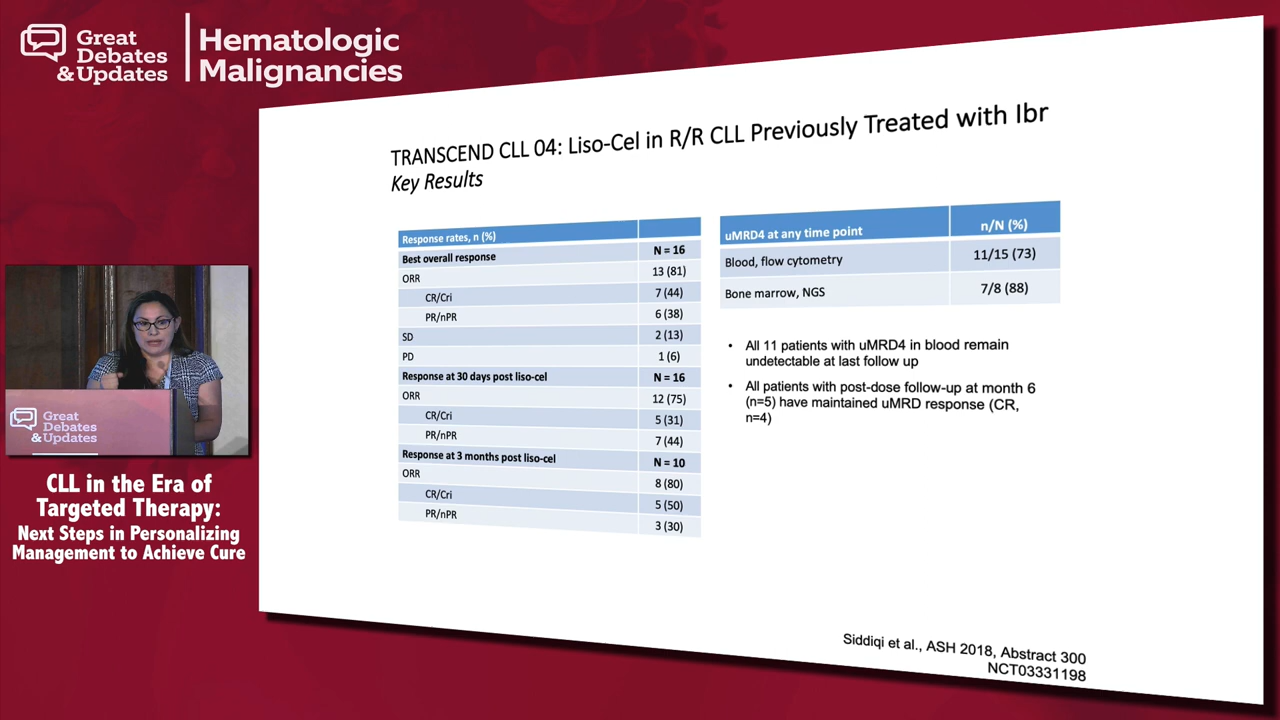 Great
Debates
& Updates
Hematologic
Malignancies
TRANSCEND CLL 04: Liso-Cel in R/R CLL Previously Treated with Ibr
Key Results
Response rates, n (%)
Best overall response N = 16
ORR 13 (81)
CR/Cri 7 (44)
PR/nPR 6 (38)
SD 2 (13)
PD 1 (6)
Response at 30 days post liso-cel N = 16
ORR 12 (75)
CR/Cri 5 (31)
PR/nPR 7 (44)
Response at 3 months post liso-cel N = 10
ORR 8 (80)
CR/Cri 5 (50)
PR/nPR 3 (30)
uMRD4 at any time point n/N (%)
Blood, flow cytometry 11/15 (73)
Bone marrow, NGS 7/8 (88)
• All 11 patients with uMRD4 in blood remain
undetectable at last follow up
• All patients with post-dose follow-up at month 6
(n=5) have maintained uMRD response (CR,
n=4)
Siddiqi et al., ASH 2018, Abstract 300
NCT03331198
Great
Debates
& Updates
CLL in the Era of
Targeted Therapy:
Next Steps in Personalizing
Management to Achieve Cure